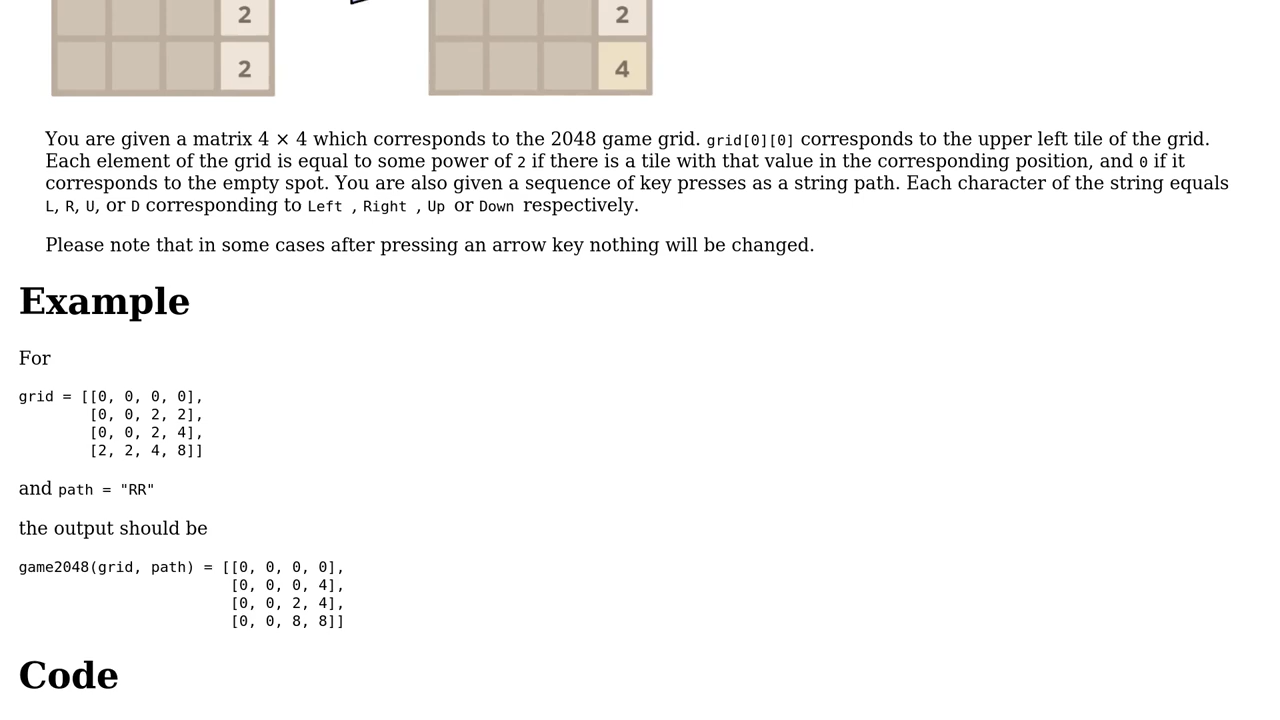 2 2
2 4
You are given a matrix 4 × 4 which corresponds to the 2048 game grid. grid[0][0] corresponds to the upper left tile of the grid.
Each element of the grid is equal to some power of 2 if there is a tile with that value in the corresponding position, and 0 if it
corresponds to the empty spot. You are also given a sequence of key presses as a string path. Each character of the string equals
L, R, U, or D corresponding to Left , Right , Up or Down respectively.
Please note that in some cases after pressing an arrow key nothing will be changed.
Example
For
grid = [[0, 0, 0, 0],
[0, 0, 2, 2],
[0, 0, 2, 4],
[2, 2, 4, 8]]
and path = "RR"
the output should be
game2048(grid, path) = [[0, 0, 0, 0],
[0, 0, 0, 4],
[0, 0, 2, 4],
[0, 0, 8, 8]]
Code